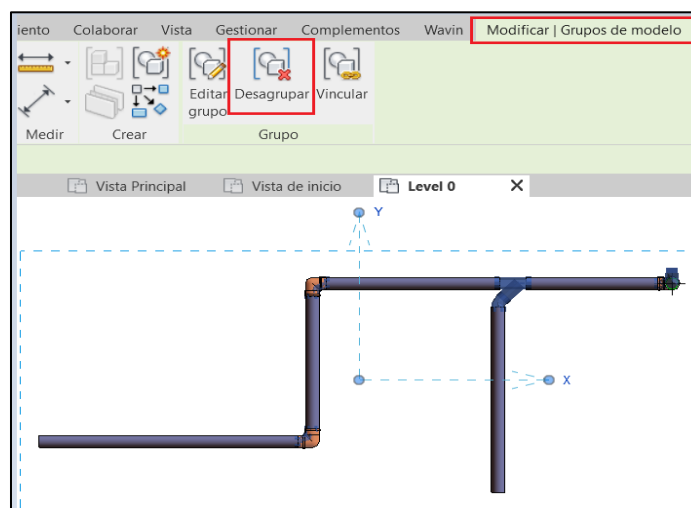 iento Colaborar Vista Gestionar Complementos Wavin Modificar | Grupos de modelo
Editar grupo
Desagrupar
Vincular
Medir Crear Grupo
Vista Principal Vista de inicio Level 0 X
Y
X